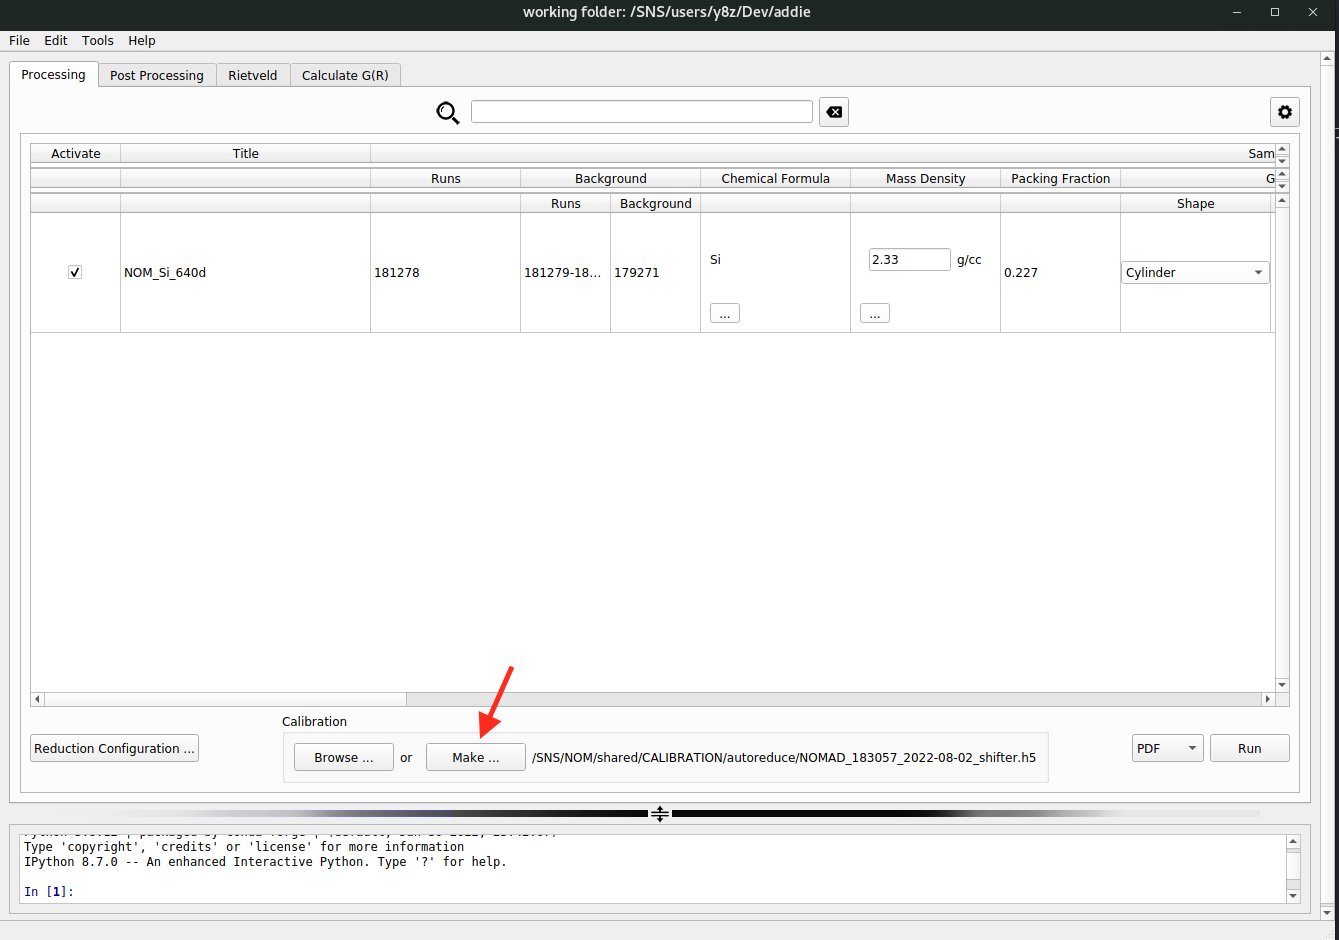 working folder: /SNS/users/y8z/Dev/addie
File Edit Tools Help
Processing Post Processing Rietveld Calculate G(R)
Activate Title Sam
Runs Background Chemical Formula Mass Density Packing Fraction G
Runs Background Shape
NOM_Si_640d 181278 181279-18... 179271 Si 2.33 g/cc 0.227 Cylinder
... ...
Calibration
Reduction Configuration ... Browse ... or Make ... /SNS/NOM/shared/CALIBRATION/autoreduce/NOMAD_183057_2022-08-02_shifter.h5 PDF Run
Type 'copyright', 'credits' or 'license' for more information
IPython 8.7.0 -- An enhanced Interactive Python. Type '?' for help.
In [1]: